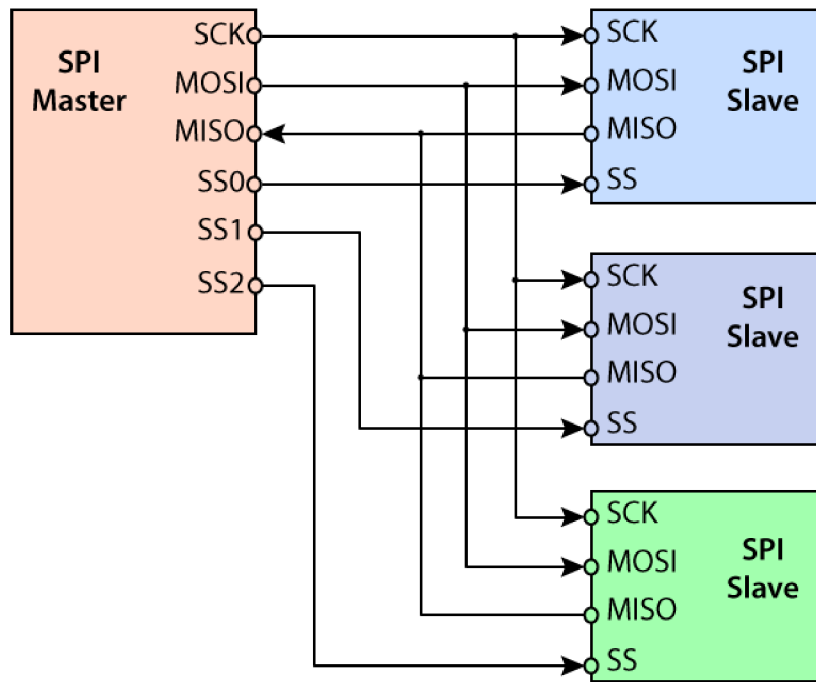 SPI
Master
SCK
MOSI
MISO
SS0
SS1
SS2
SCK
MOSI
MISO
SS
SPI
Slave
SCK
MOSI
MISO
SS
SPI
Slave
SCK
MOSI
MISO
SS
SPI
Slave